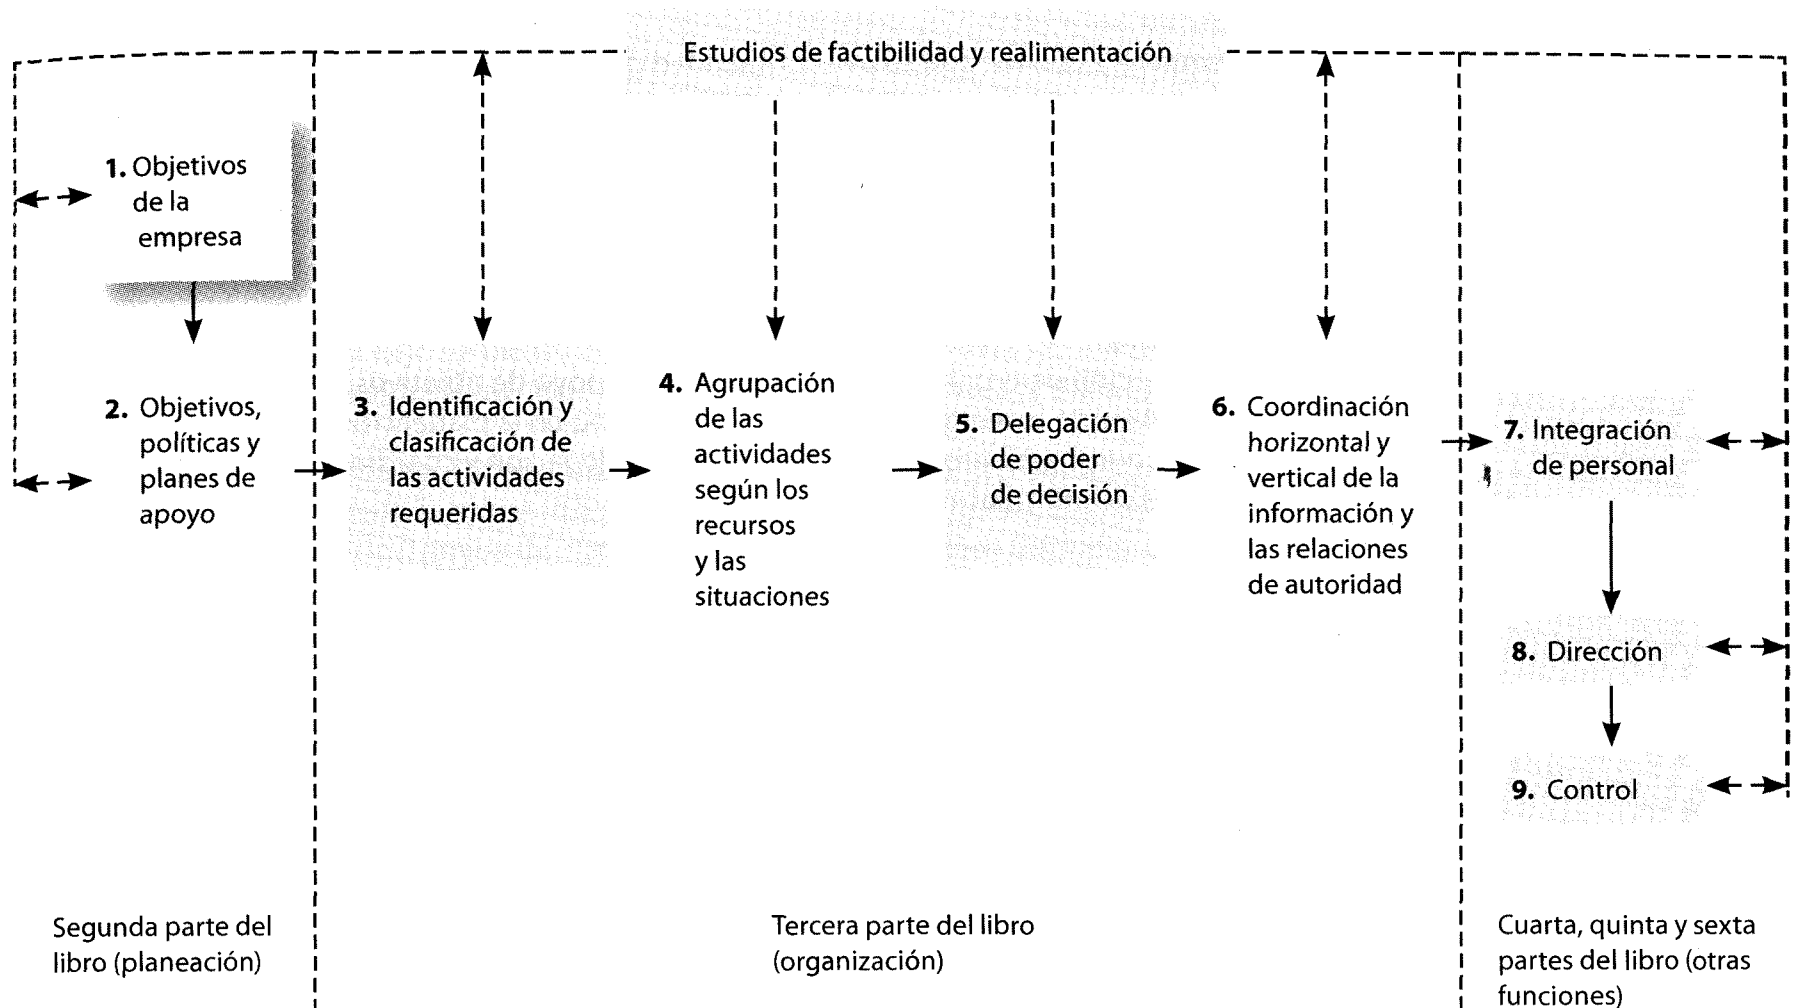 Estudios de factibilidad y realimentación
1. Objetivos
de la
empresa
2. Objetivos,
políticas y
planes de
apoyo
3. Identificación y
clasificación de
las actividades
requeridas
4. Agrupación
de las
actividades
según los
recursos
y las
situaciones
5. Delegación
de poder
de decisión
6. Coordinación
horizontal y
vertical de la
información y
las relaciones
de autoridad
7. Integración
de personal
8. Dirección
9. Control
Segunda parte del
libro (planeación)
Tercera parte del libro
(organización)
Cuarta, quinta y sexta
partes del libro (otras
funciones)